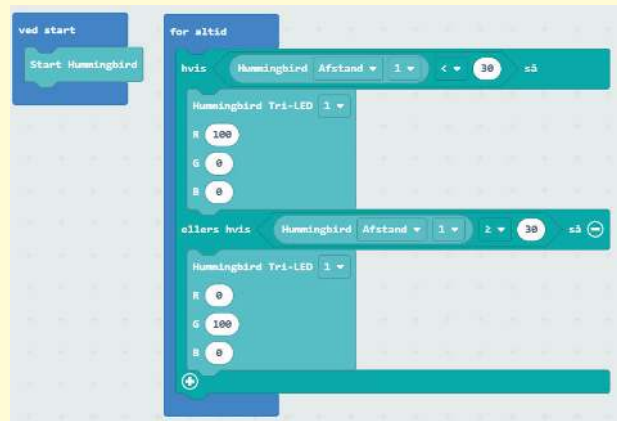 ved start
Start Hummingbird
for altid
hvis Hummingbird Afstand 1 < 30 så
Hummingbird Tri-LED 1
R 100
G 0
B 0
ellers hvis Hummingbird Afstand 1 ≥ 30 så
Hummingbird Tri-LED 1
R 0
G 100
B 0